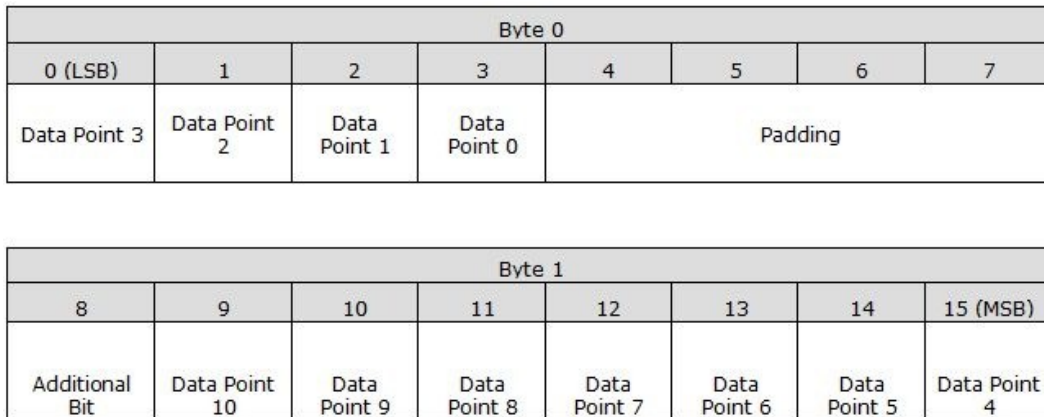 Byte 0
0 (LSB) 1 2 3 4 5 6 7
Data Point 3 Data Point 2 Data Point 1 Data Point 0 Padding
Byte 1
8 9 10 11 12 13 14 15 (MSB)
Additional Bit Data Point 10 Data Point 9 Data Point 8 Data Point 7 Data Point 6 Data Point 5 Data Point 4